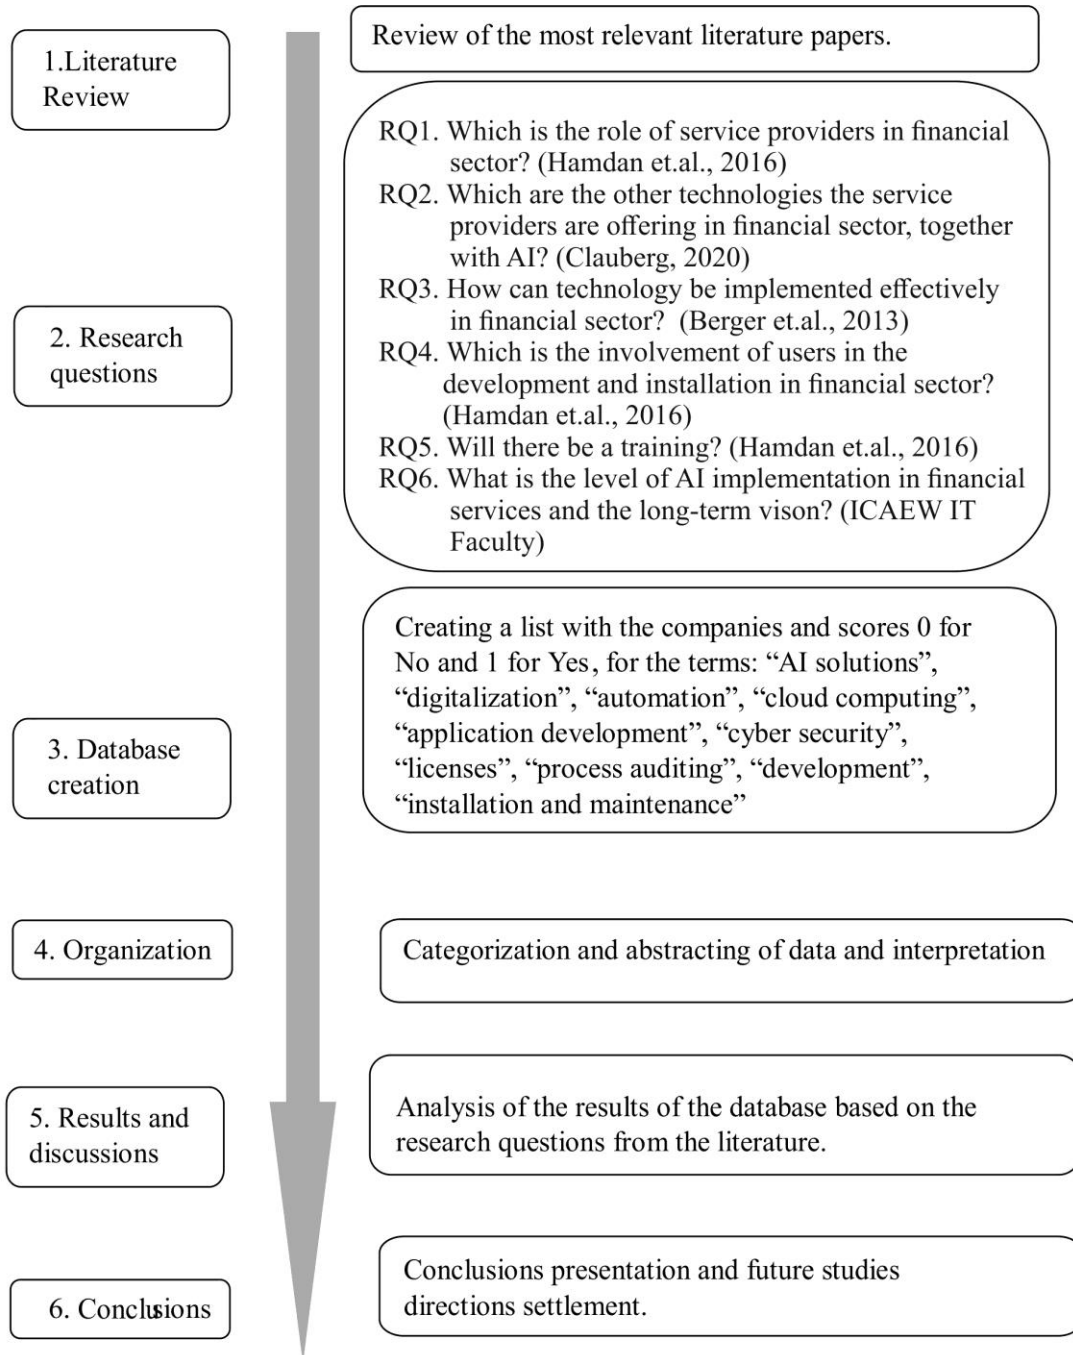 1.Literature
Review
Review of the most relevant literature papers.
2. Research
questions
RQ1. Which is the role of service providers in financial
sector? (Hamdan et.al., 2016)
RQ2. Which are the other technologies the service
providers are offering in financial sector, together
with AI? (Clauberg, 2020)
RQ3. How can technology be implemented effectively
in financial sector?  (Berger et.al., 2013)
RQ4. Which is the involvement of users in the
development and installation in financial sector?
(Hamdan et.al., 2016)
RQ5. Will there be a training? (Hamdan et.al., 2016)
RQ6. What is the level of AI implementation in financial
services and the long-term vison? (ICAEW IT
Faculty)
3. Database
creation
Creating a list with the companies and scores 0 for
No and 1 for Yes, for the terms: “AI solutions”,
“digitalization”, “automation”, “cloud computing”,
“application development”, “cyber security”,
“licenses”, “process auditing”, “development”,
“installation and maintenance”
4. Organization
Categorization and abstracting of data and interpretation
5. Results and
discussions
Analysis of the results of the database based on the
research questions from the literature.
6. Conclusions
Conclusions presentation and future studies
directions settlement.